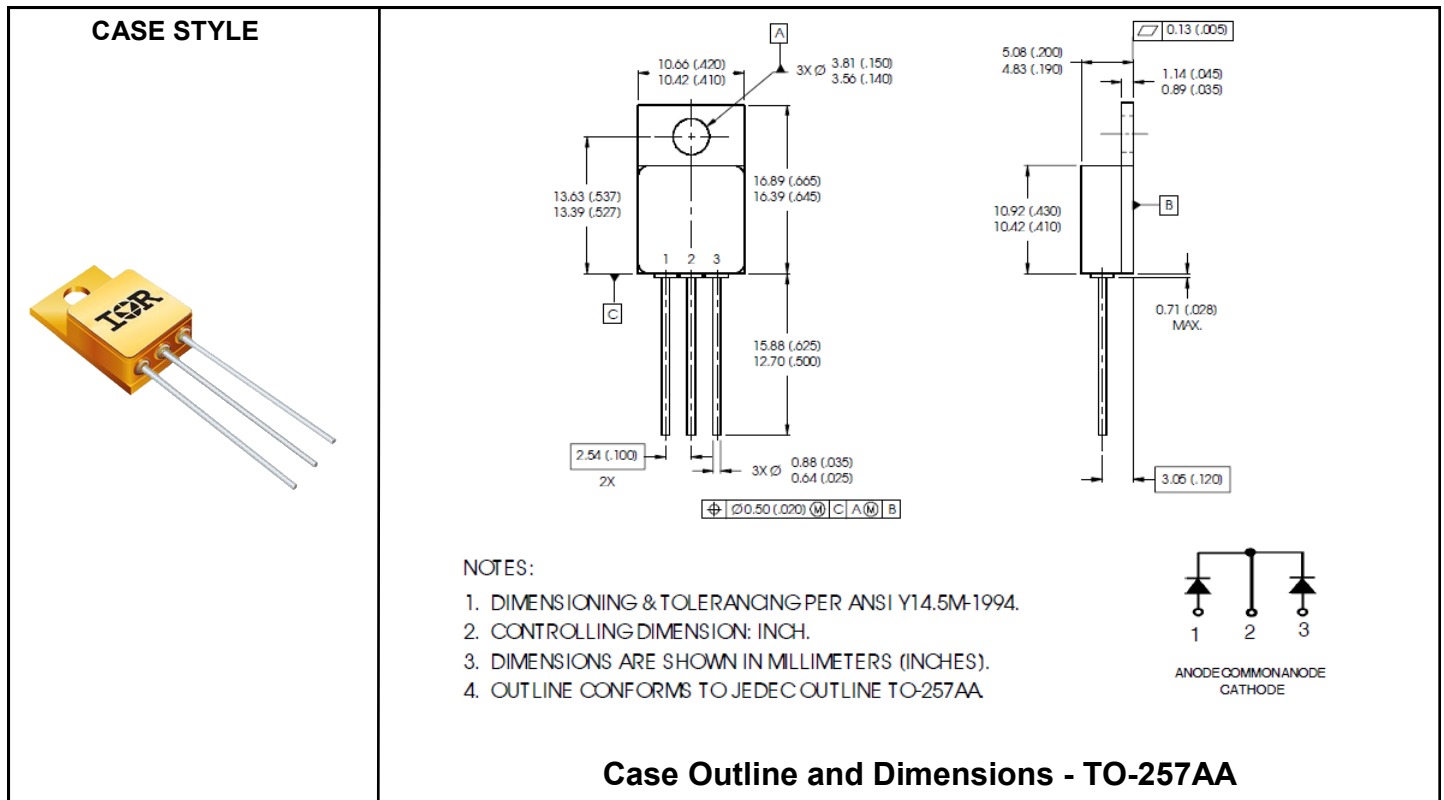 CASE STYLE
IOR
A
10.66 (.420)
10.42 (.410)
3X Ø 3.81 (.150)
3.56 (.140)
13.63 (.537)
13.39 (.527)
16.89 (.665)
16.39 (.645)
1 2 3
C
15.88 (.625)
12.70 (.500)
2.54 (.100)
2X
3X Ø 0.88 (.035)
0.64 (.025)
⌖ Ø0.50 (.020) Ⓜ C A Ⓜ B
⏥ 0.13 (.005)
5.08 (.200)
4.83 (.190)
1.14 (.045)
0.89 (.035)
10.92 (.430)
10.42 (.410)
B
0.71 (.028)
MAX.
3.05 (.120)
NOTES:
1. DIMENSIONING & TOLERANCING PER ANSI Y14.5M-1994.
2. CONTROLLING DIMENSION: INCH.
3. DIMENSIONS ARE SHOWN IN MILLIMETERS (INCHES).
4. OUTLINE CONFORMS TO JEDEC OUTLINE TO-257AA.
1 2 3
ANODE COMMON ANODE
CATHODE
Case Outline and Dimensions - TO-257AA